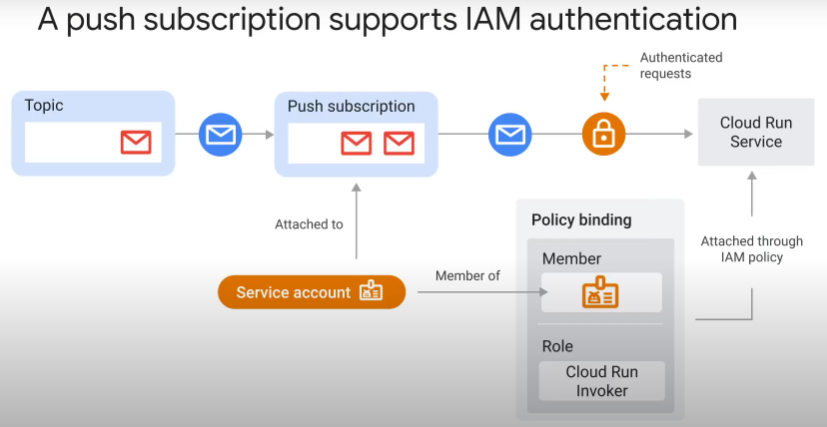 A push subscription supports IAM authentication
Authenticated
requests
Topic
Push subscription
Cloud Run
Service
Attached to
Policy binding
Member
Attached through
IAM policy
Service account
Member of
Role
Cloud Run
Invoker